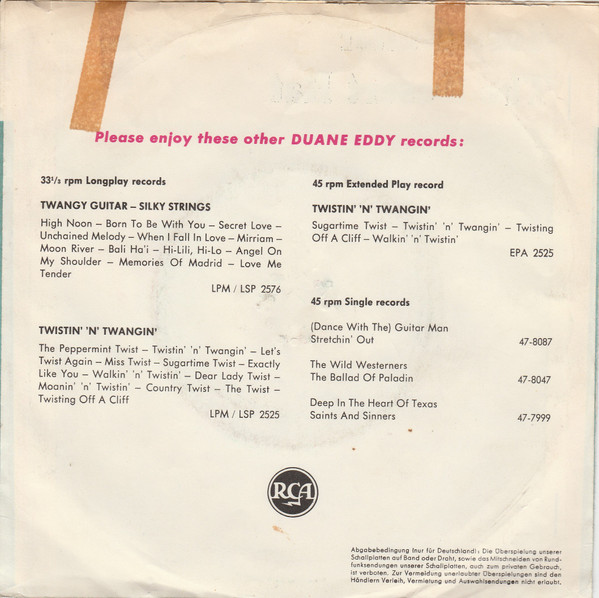 Please enjoy these other DUANE EDDY records:
33 1/3 rpm Longplay records
TWANGY GUITAR – SILKY STRINGS
High Noon – Born To Be With You – Secret Love –
Unchained Melody – When I Fall In Love – Mirriam –
Moon River – Bali Ha'i – Hi-Lili, Hi-Lo – Angel On
My Shoulder – Memories Of Madrid – Love Me
Tender
LPM / LSP 2576
TWISTIN' 'N' TWANGIN'
The Peppermint Twist – Twistin' 'n' Twangin' – Let's
Twist Again – Miss Twist – Sugartime Twist – Exactly
Like You – Walkin' 'n' Twistin' – Dear Lady Twist –
Moanin' 'n' Twistin' – Country Twist – The Twist –
Twisting Off A Cliff
LPM / LSP 2525
45 rpm Extended Play record
TWISTIN' 'N' TWANGIN'
Sugartime Twist – Twistin' 'n' Twangin' – Twisting
Off A Cliff – Walkin' 'n' Twistin'
EPA 2525
45 rpm Single records
(Dance With The) Guitar Man
Stretchin' Out 47-8087
The Wild Westerners
The Ballad Of Paladin 47-8047
Deep In The Heart Of Texas
Saints And Sinners 47-7999
RCA
Abgabebedingung (nur für Deutschland): Die Überspielung unserer
Schallplatten auf Band oder Draht, sowie das Mitschneiden von Rund-
funksendungen unserer Schallplatten, auch zum privaten Gebrauch,
ist verboten. Zur Vermeidung unerlaubter Überspielungen sind den
Händlern Verleih, Vermietung und Auswahlsendungen nicht erlaubt.